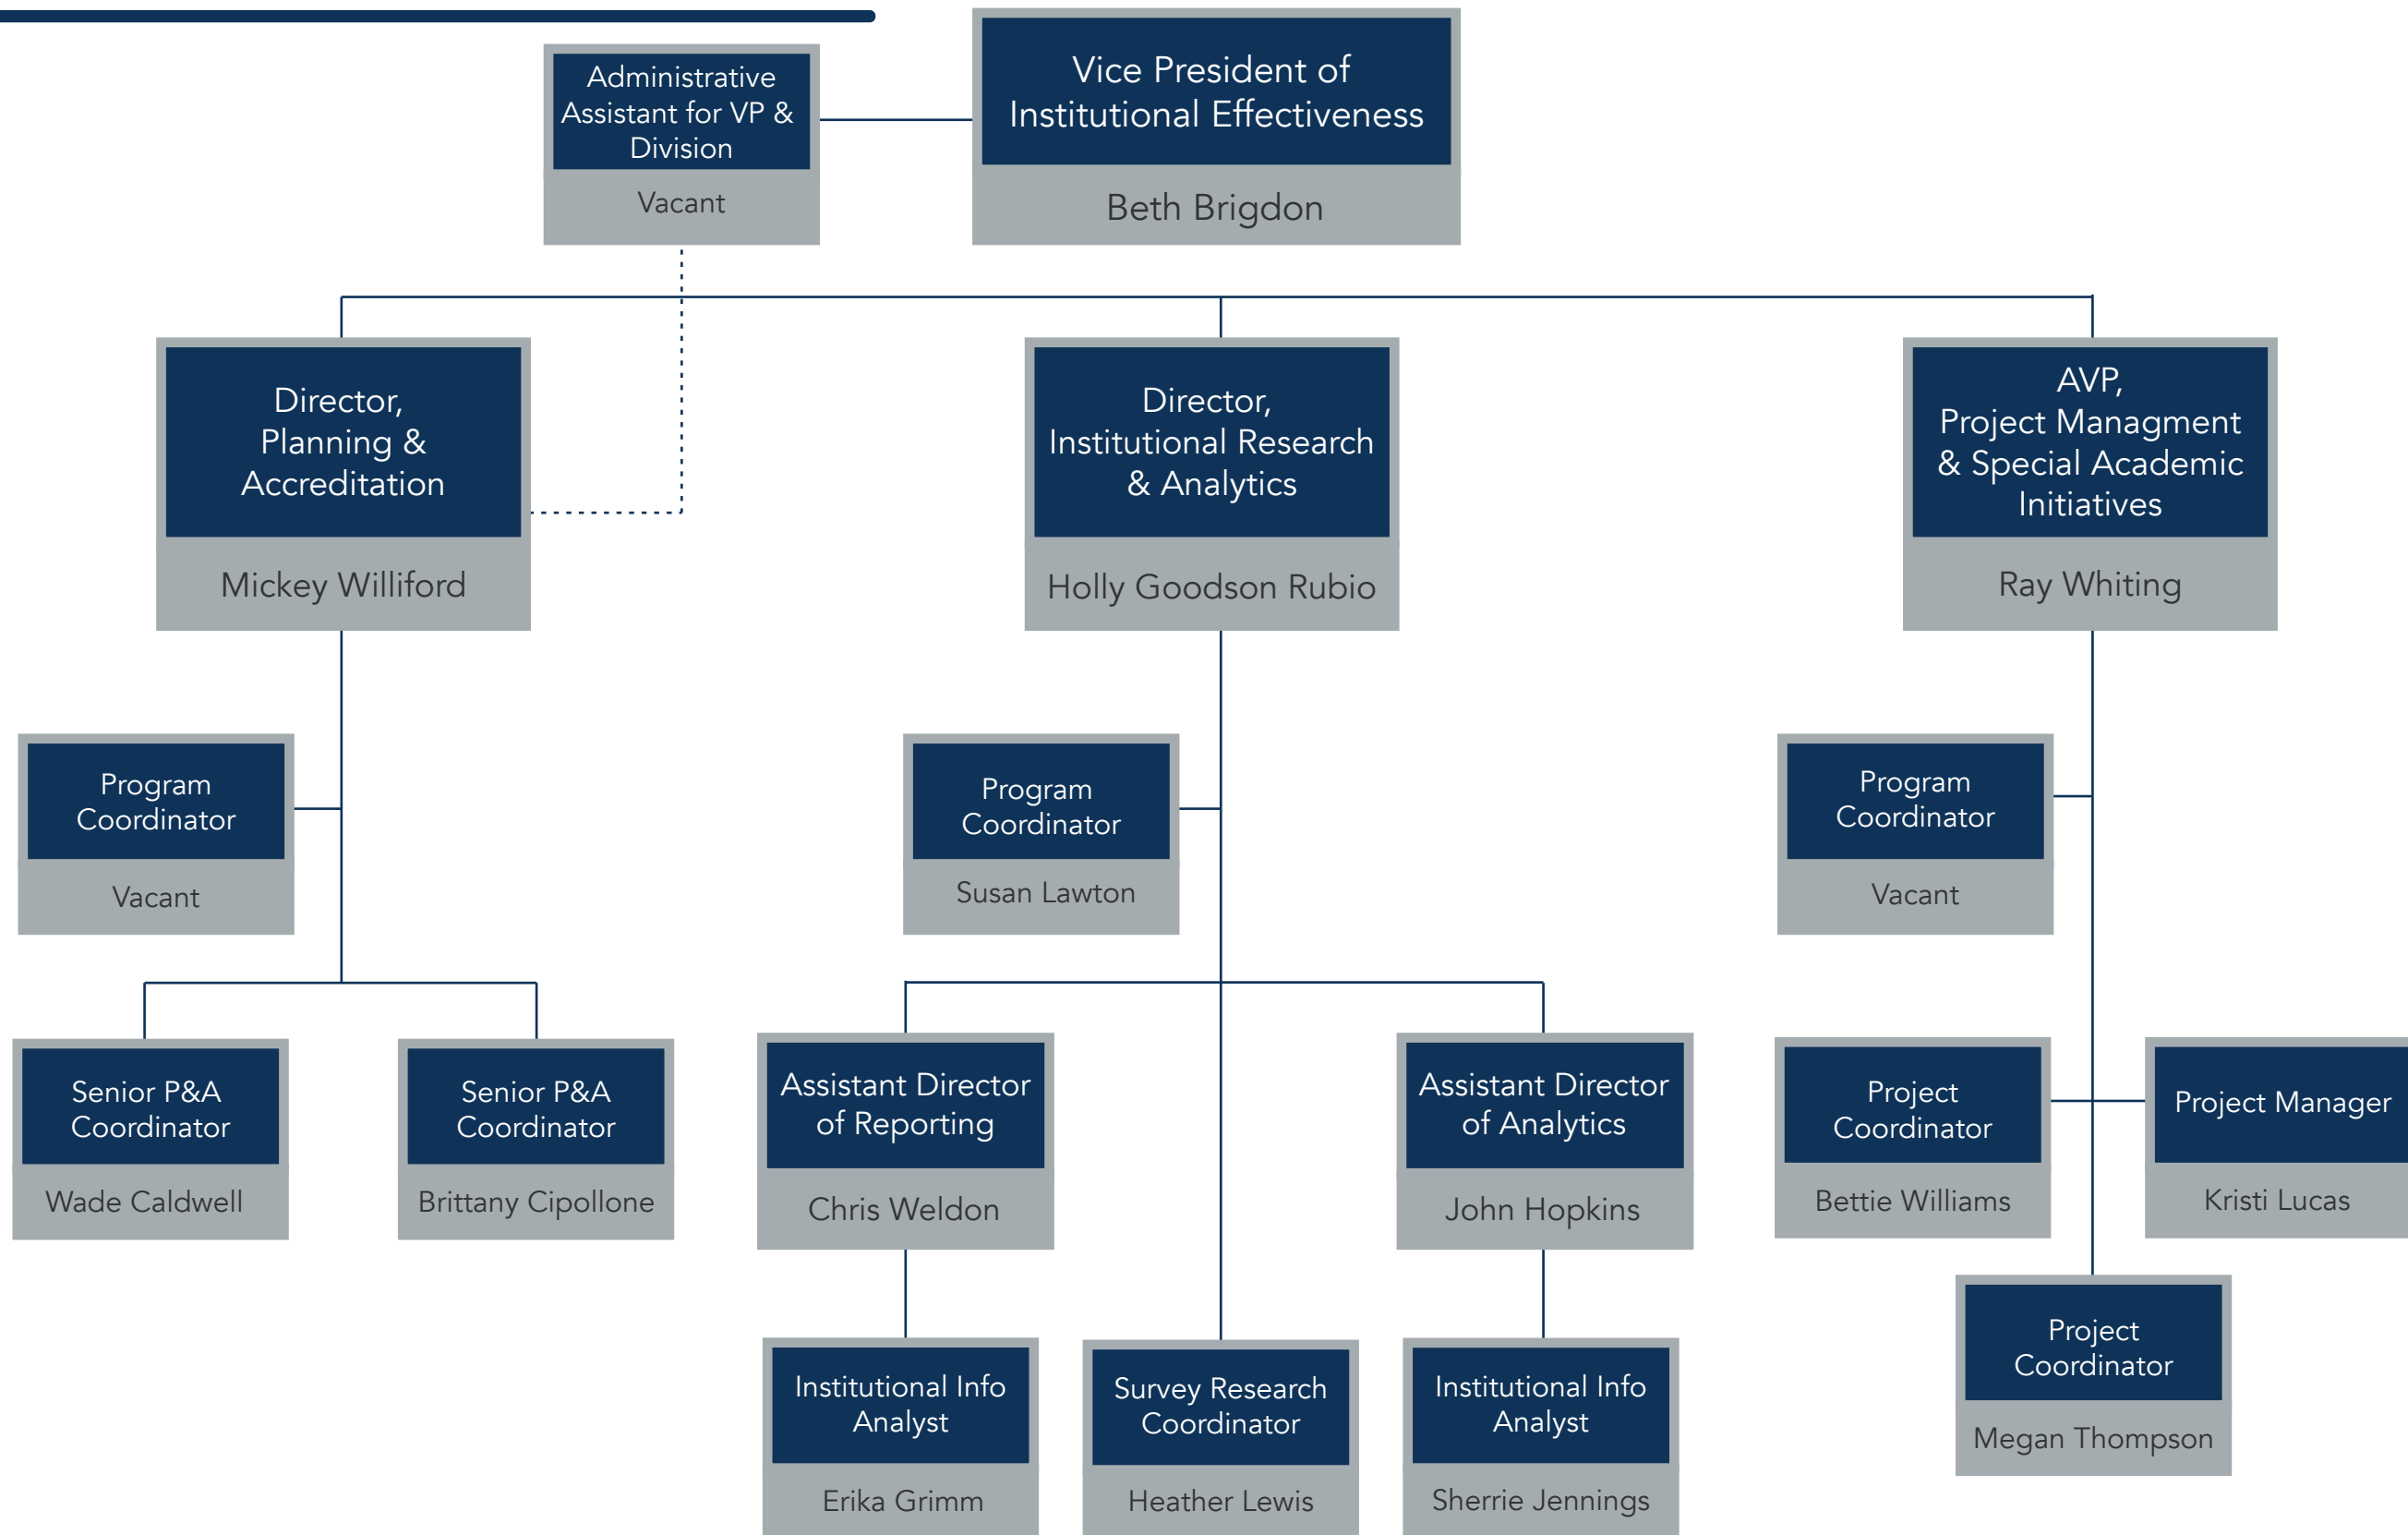 Administrative
Assistant for VP &
Division
Vacant
Vice President of
Institutional Effectiveness
Beth Brigdon
Director,
Planning &
Accreditation
Mickey Williford
Director,
Institutional Research
& Analytics
Holly Goodson Rubio
AVP,
Project Managment
& Special Academic
Initiatives
Ray Whiting
Program
Coordinator
Vacant
Program
Coordinator
Susan Lawton
Program
Coordinator
Vacant
Senior P&A
Coordinator
Wade Caldwell
Senior P&A
Coordinator
Brittany Cipollone
Assistant Director
of Reporting
Chris Weldon
Assistant Director
of Analytics
John Hopkins
Project
Coordinator
Bettie Williams
Project Manager
Kristi Lucas
Institutional Info
Analyst
Erika Grimm
Survey Research
Coordinator
Heather Lewis
Institutional Info
Analyst
Sherrie Jennings
Project
Coordinator
Megan Thompson